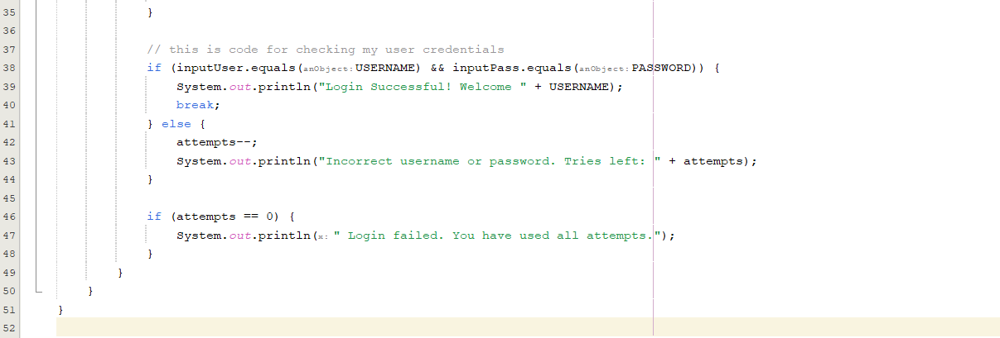 35 }
36
37 // this is code for checking my user credentials
38 if (inputUser.equals(anObject: USERNAME) && inputPass.equals(anObject: PASSWORD)) {
39 System.out.println("Login Successful! Welcome " + USERNAME);
40 break;
41 } else {
42 attempts--;
43 System.out.println("Incorrect username or password. Tries left: " + attempts);
44 }
45
46 if (attempts == 0) {
47 System.out.println(x: " Login failed. You have used all attempts.");
48 }
49 }
50 }
51 }
52